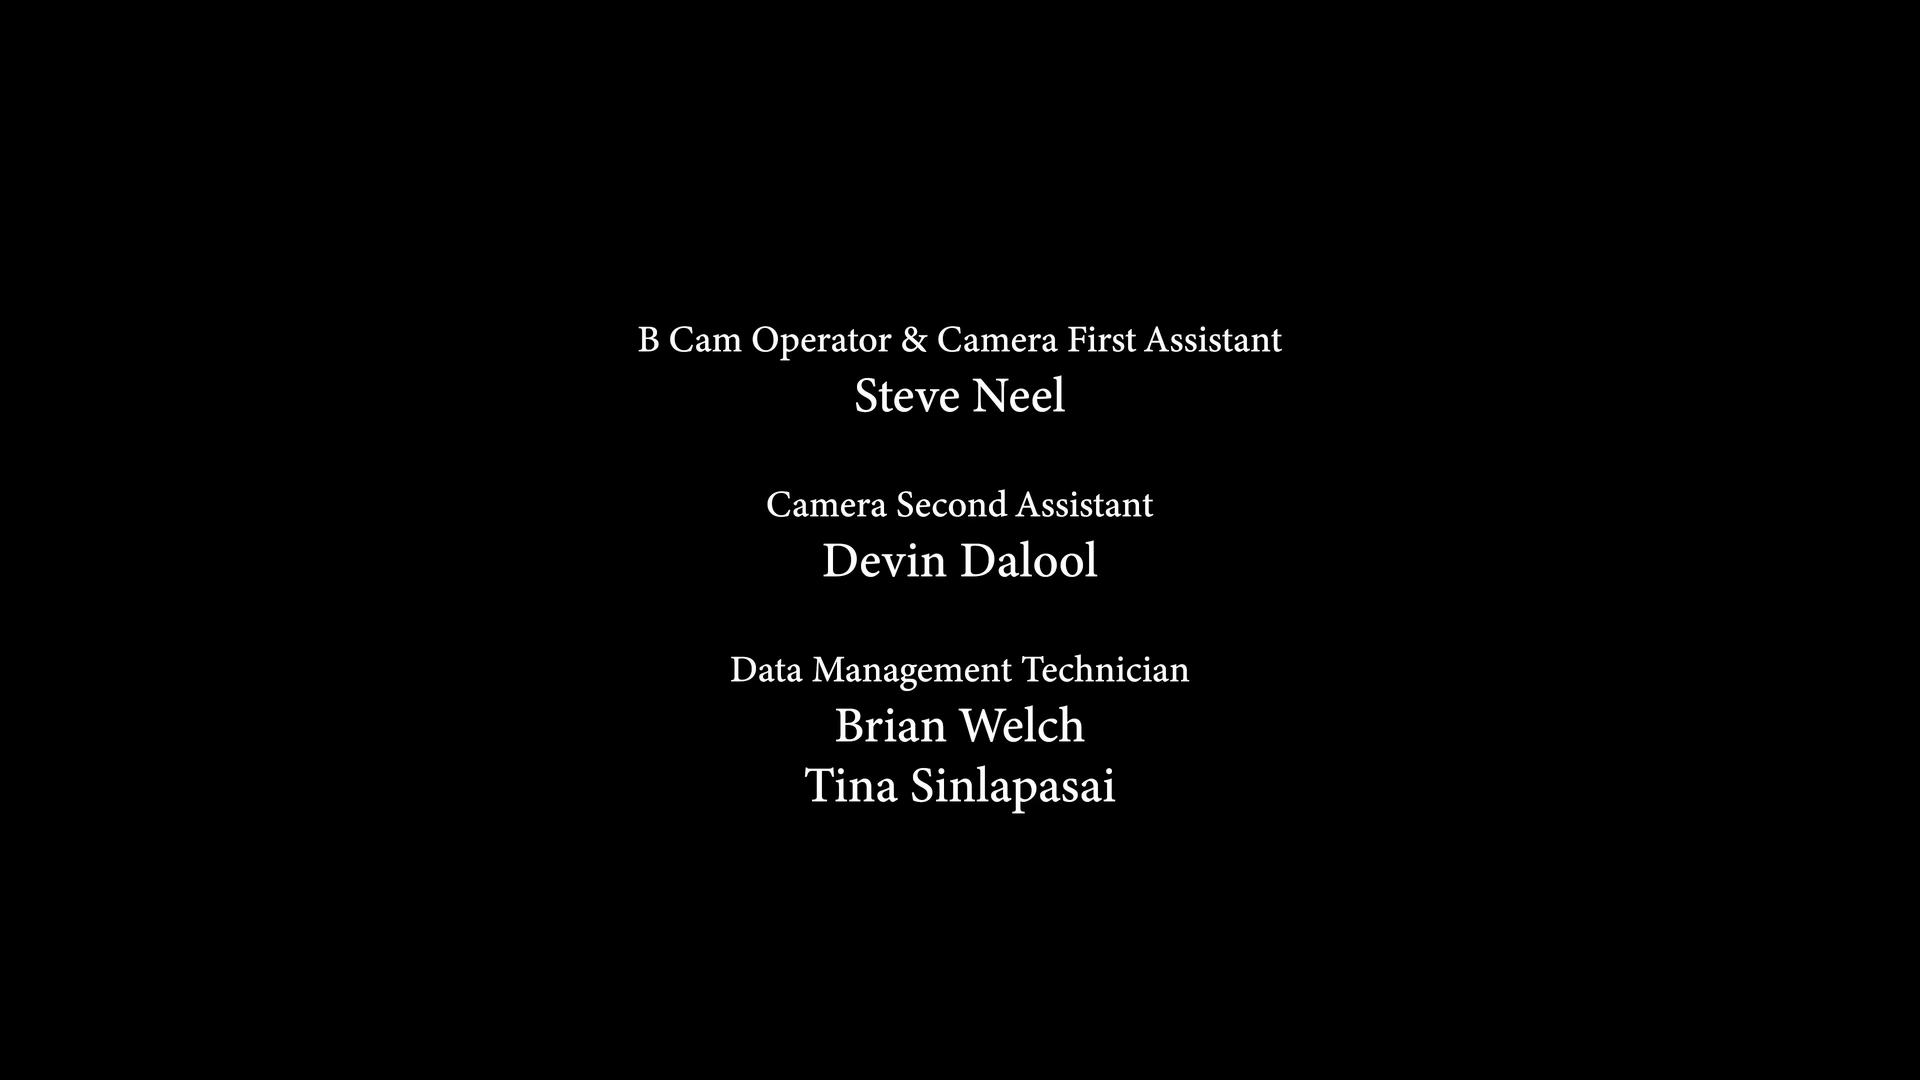 B Cam Operator & Camera First Assistant
Steve Neel
Camera Second Assistant
Devin Dalool
Data Management Technician
Brian Welch
Tina Sinlapasai